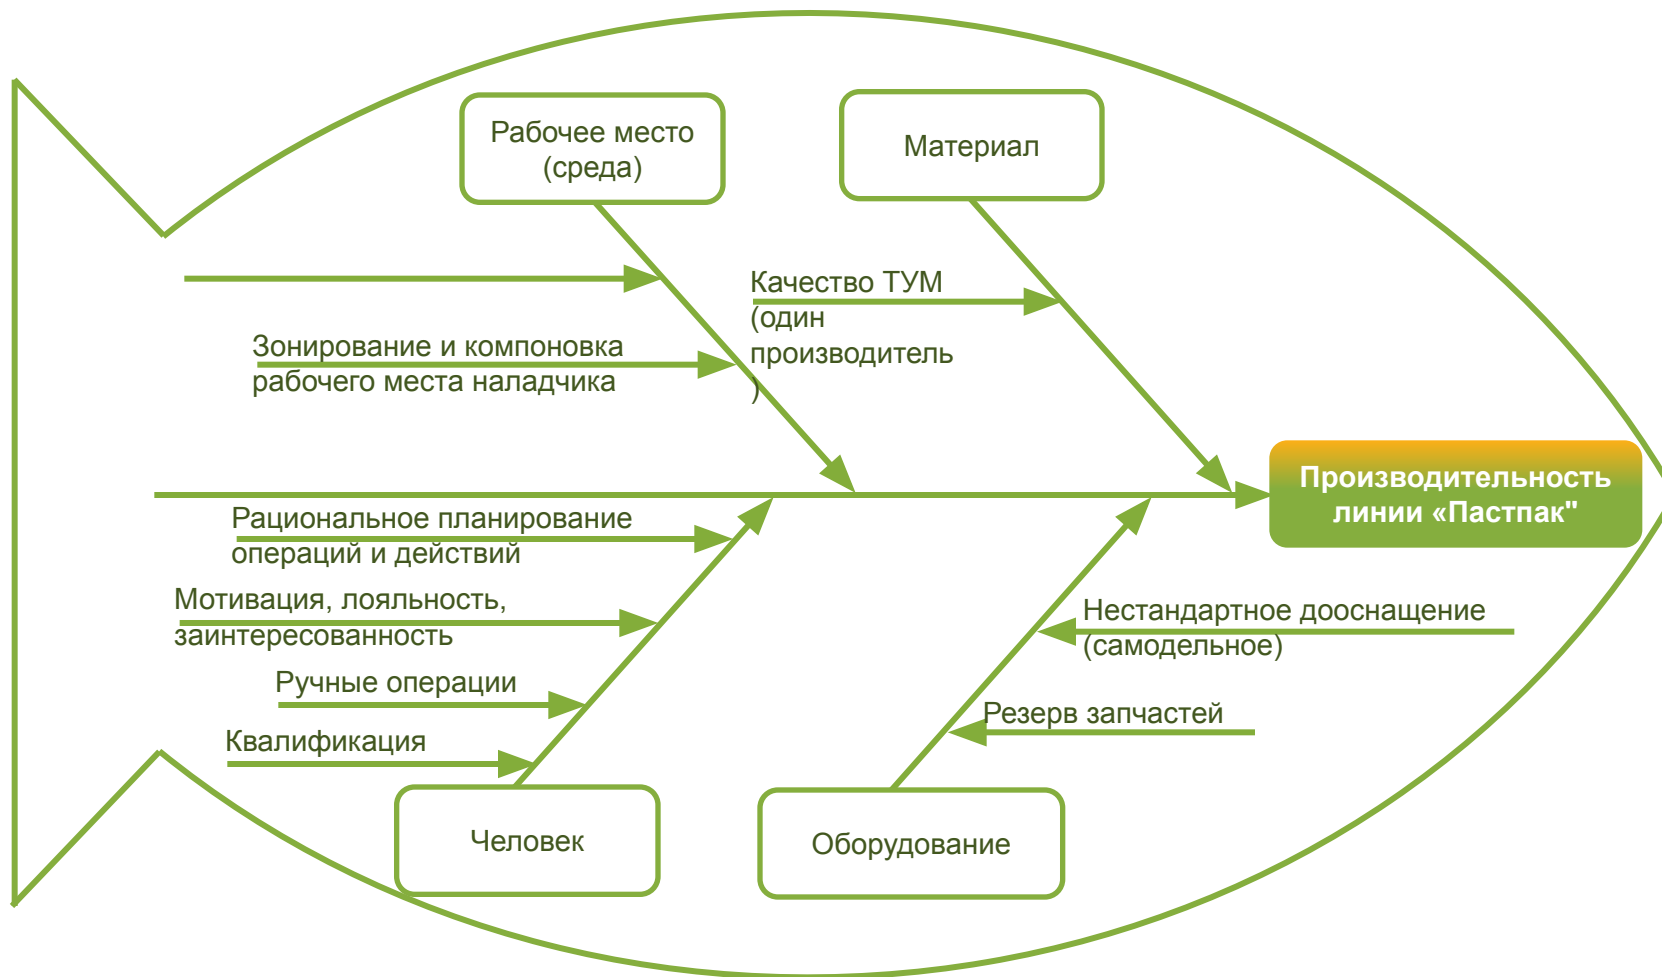 Рабочее место
(среда)
Материал
Качество ТУМ
(один
производитель
)
Зонирование и компоновка
рабочего места наладчика
Производительность
линии «Пастпак"
Рациональное планирование
операций и действий
Мотивация, лояльность,
заинтересованность
Ручные операции
Квалификация
Нестандартное дооснащение
(самодельное)
Резерв запчастей
Человек
Оборудование